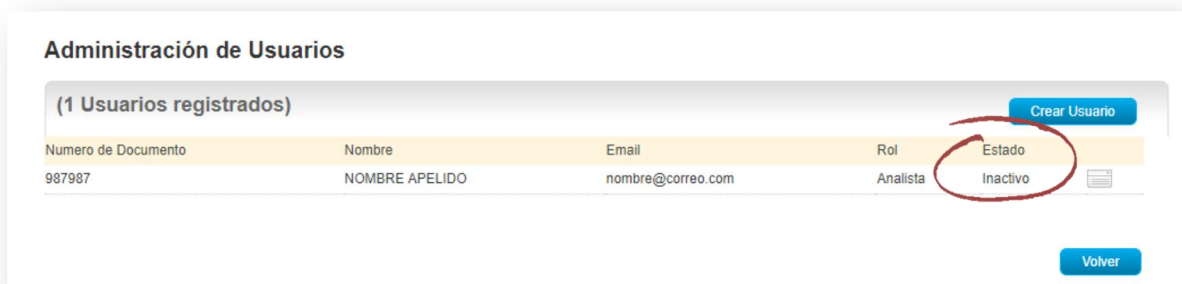 Administración de Usuarios
(1 Usuarios registrados)
Crear Usuario
Numero de Documento Nombre Email Rol Estado
987987 NOMBRE APELIDO nombre@correo.com Analista Inactivo
Volver